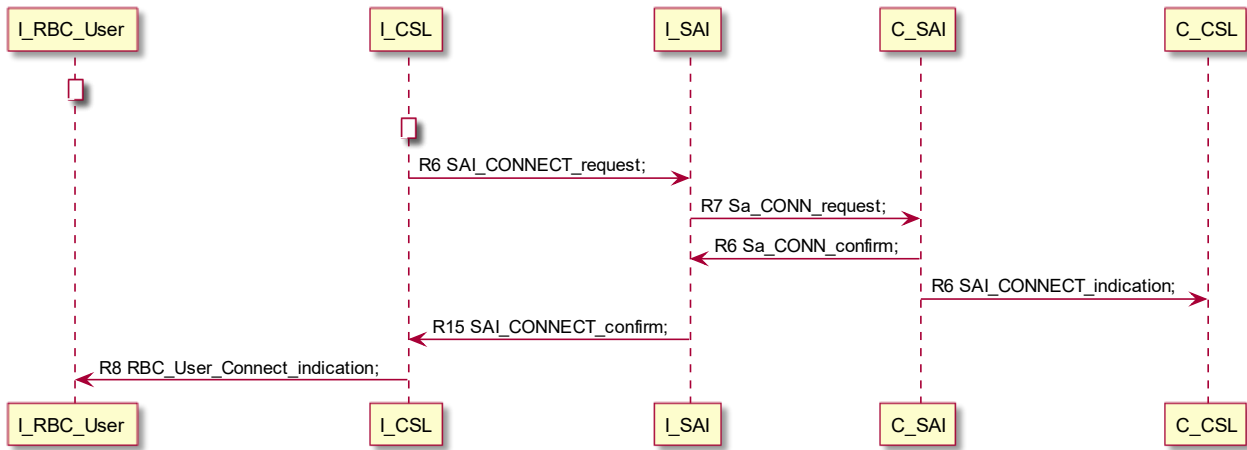 I_RBC_User I_CSL I_SAI C_SAI C_CSL
R6 SAI_CONNECT_request;
R7 Sa_CONN_request;
R6 Sa_CONN_confirm;
R6 SAI_CONNECT_indication;
R15 SAI_CONNECT_confirm;
R8 RBC_User_Connect_indication;
I_RBC_User I_CSL I_SAI C_SAI C_CSL